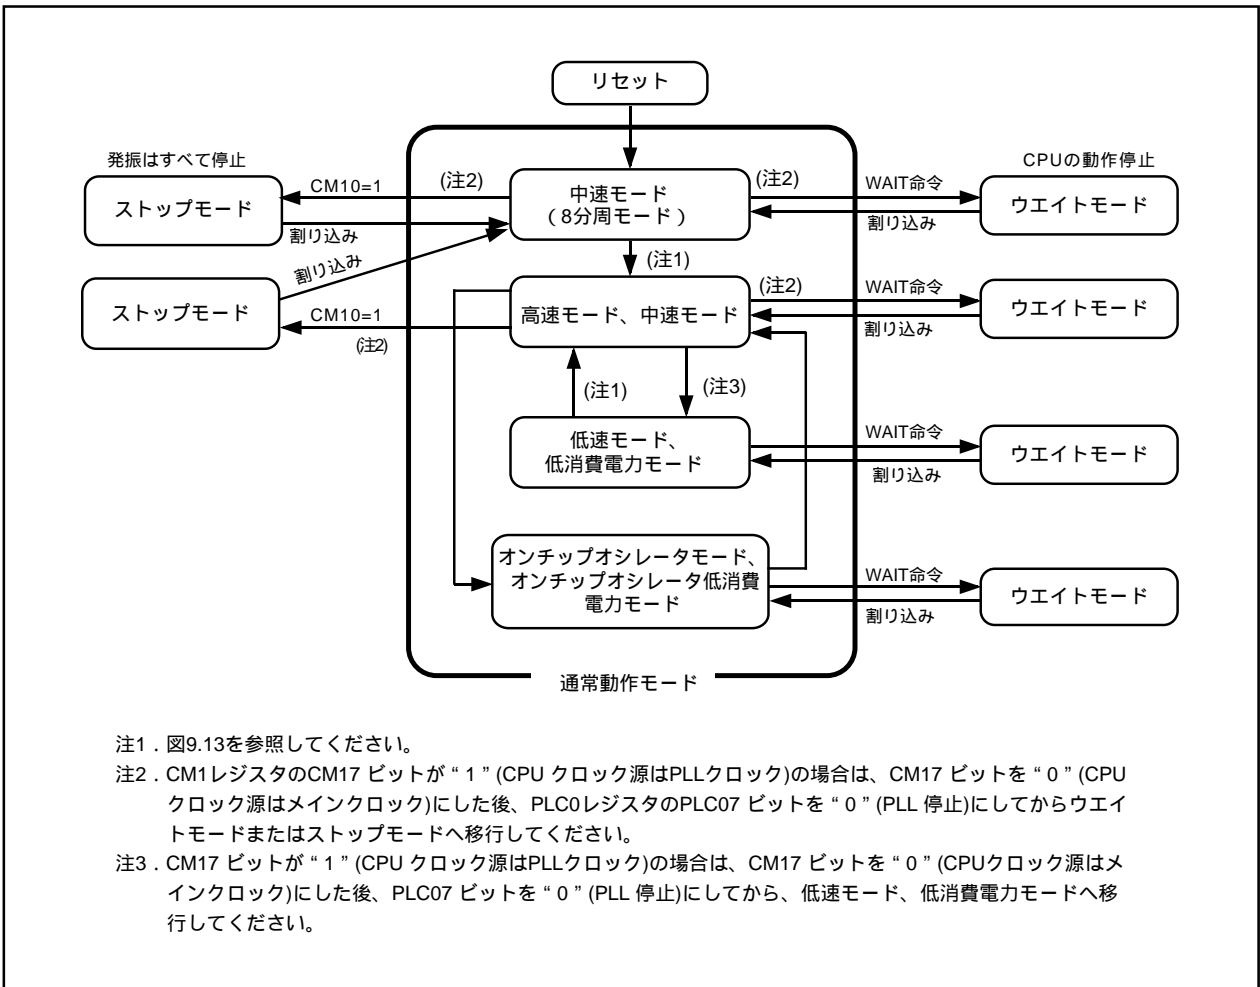 リセット
発振はすべて停止
CPUの動作停止
ストップモード
CM10=1
(注2)
中速モード
(8分周モード)
(注2)
WAIT命令
ウエイトモード
割り込み
割り込み
割り込み
(注1)
ストップモード
CM10=1
(注2)
高速モード、中速モード
(注2)
WAIT命令
ウエイトモード
割り込み
(注1)
(注3)
低速モード、
低消費電力モード
WAIT命令
ウエイトモード
割り込み
オンチップオシレータモード、
オンチップオシレータ低消費
電力モード
WAIT命令
ウエイトモード
割り込み
通常動作モード
注1．図9.13を参照してください。
注2．CM1レジスタのCM17 ビットが“ 1 ” (CPU クロック源はPLLクロック)の場合は、CM17 ビットを“ 0 ” (CPU
クロック源はメインクロック)にした後、PLC0レジスタのPLC07 ビットを“ 0 ” (PLL 停止)にしてからウエイ
トモードまたはストップモードへ移行してください。
注3．CM17 ビットが“ 1 ” (CPU クロック源はPLLクロック)の場合は、CM17 ビットを“ 0 ” (CPUクロック源はメ
インクロック)にした後、PLC07 ビットを“ 0 ” (PLL 停止)にしてから、低速モード、低消費電力モードへ移
行してください。